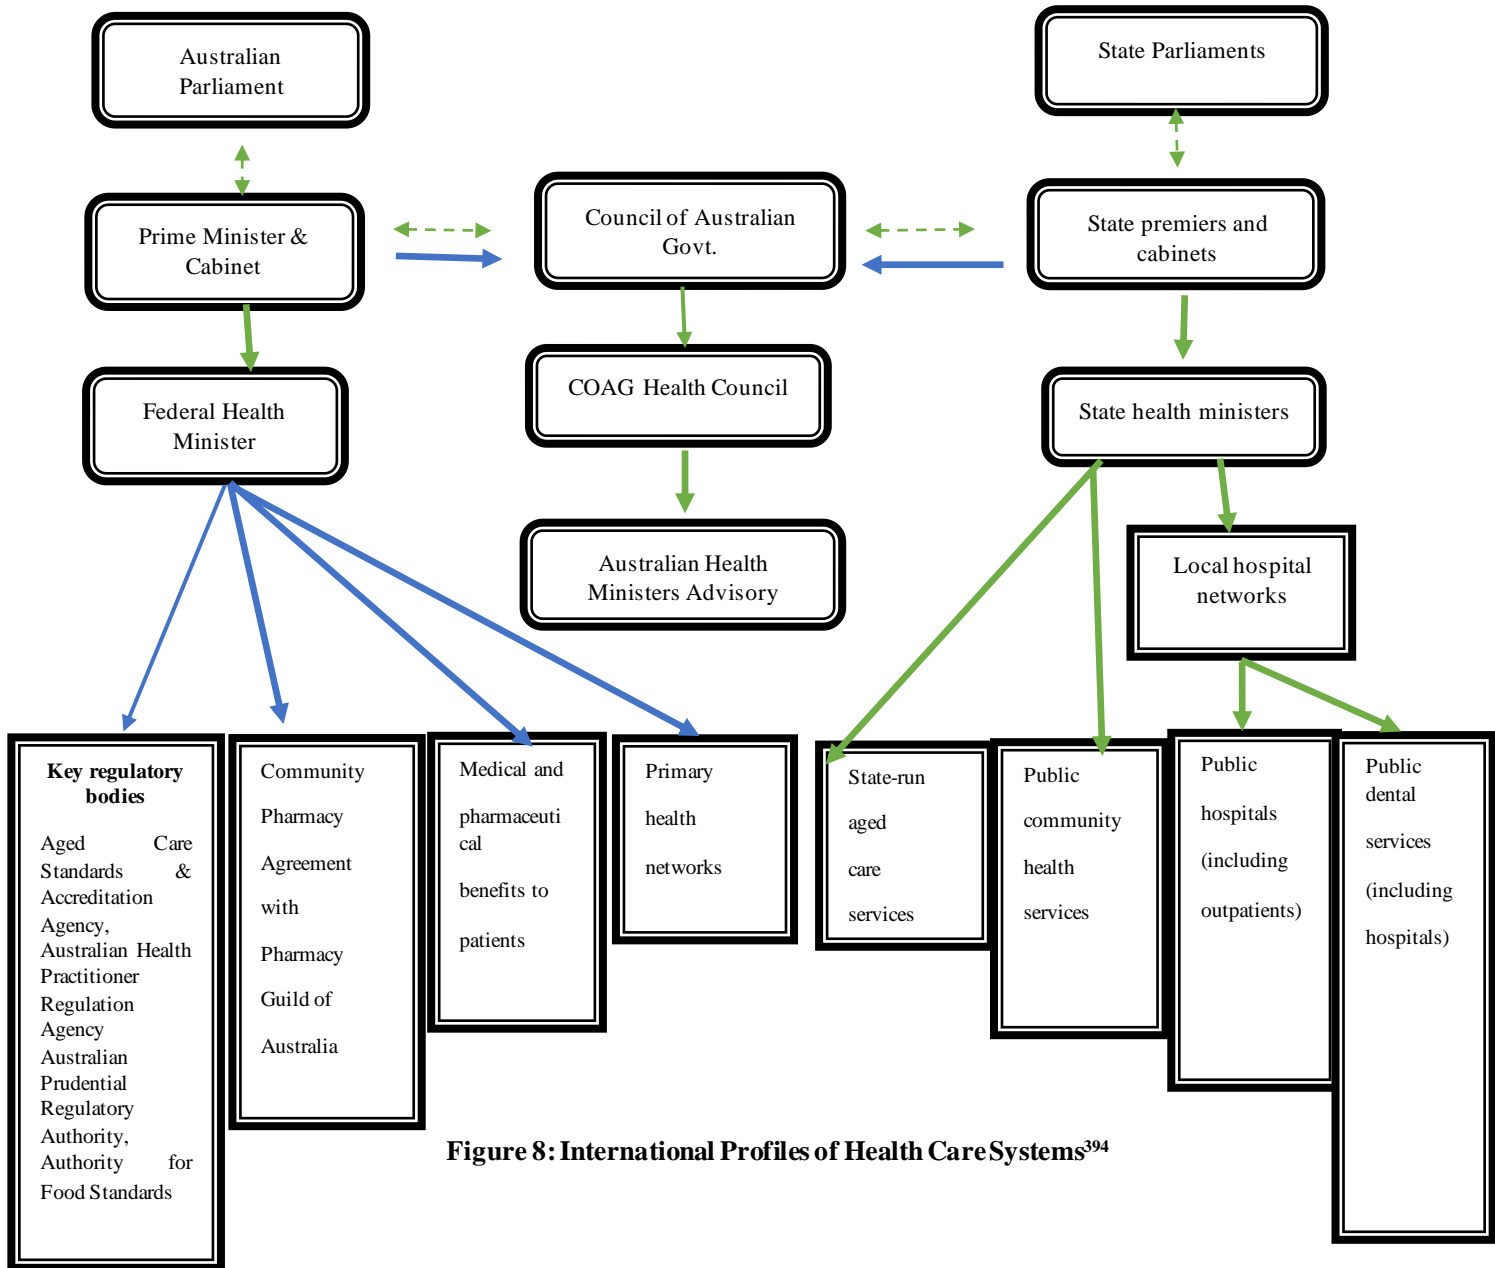 Australian
Parliament
State Parliaments
Prime Minister &
Cabinet
Council of Australian
Govt.
State premiers and
cabinets
Federal Health
Minister
COAG Health Council
State health ministers
Australian Health
Ministers Advisory
Local hospital
networks
Key regulatory
bodies
Aged Care
Standards &
Accreditation
Agency,
Australian Health
Practitioner
Regulation
Agency
Australian
Prudential
Regulatory
Authority,
Authority for
Food Standards
Community
Pharmacy
Agreement
with
Pharmacy
Guild of
Australia
Medical and
pharmaceuti
cal
benefits to
patients
Primary
health
networks
State-run
aged
care
services
Public
community
health
services
Public
hospitals
(including
outpatients)
Public
dental
services
(including
hospitals)
Figure 8: International Profiles of Health Care Systems³⁹⁴